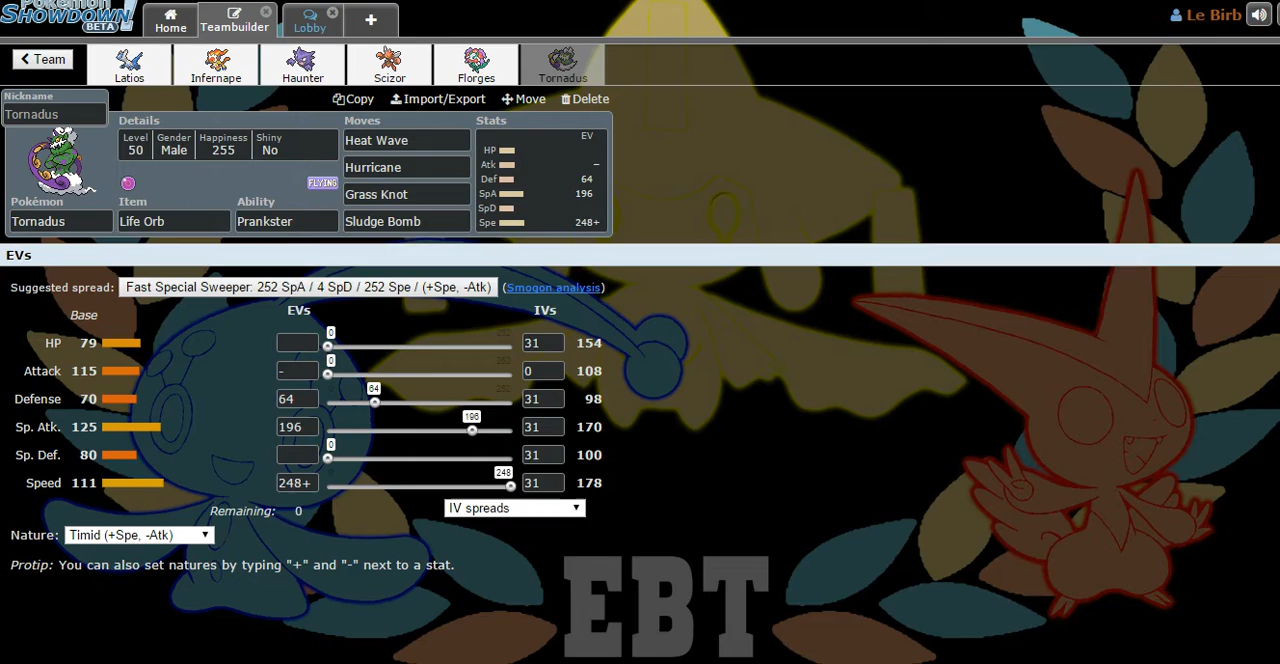 Pokémon
SHOWDOWN!
BETA
Home
Teambuilder
Lobby
+
Le Birb
Team
Latios
Infernape
Haunter
Scizor
Florges
Tornadus
Nickname
Tornadus
Copy Import/Export Move Delete
Details
Level Gender Happiness Shiny
50 Male 255 No
FLYING
Pokémon Item Ability
Tornadus Life Orb Prankster
Moves
Heat Wave
Hurricane
Grass Knot
Sludge Bomb
Stats
EV
HP
Atk –
Def 64
SpA 196
SpD
Spe 248+
EVs
Suggested spread: Fast Special Sweeper: 252 SpA / 4 SpD / 252 Spe / (+Spe, -Atk) (Smogon analysis)
Base EVs IVs
HP 79 0 252 31 154
Attack 115 - 0 0 108
Defense 70 64 64 252 31 98
Sp. Atk. 125 196 196 31 170
Sp. Def. 80 0 31 100
Speed 111 248+ 248 31 178
Remaining: 0 IV spreads
Nature: Timid (+Spe, -Atk)
Protip: You can also set natures by typing "+" and "-" next to a stat.
EBT